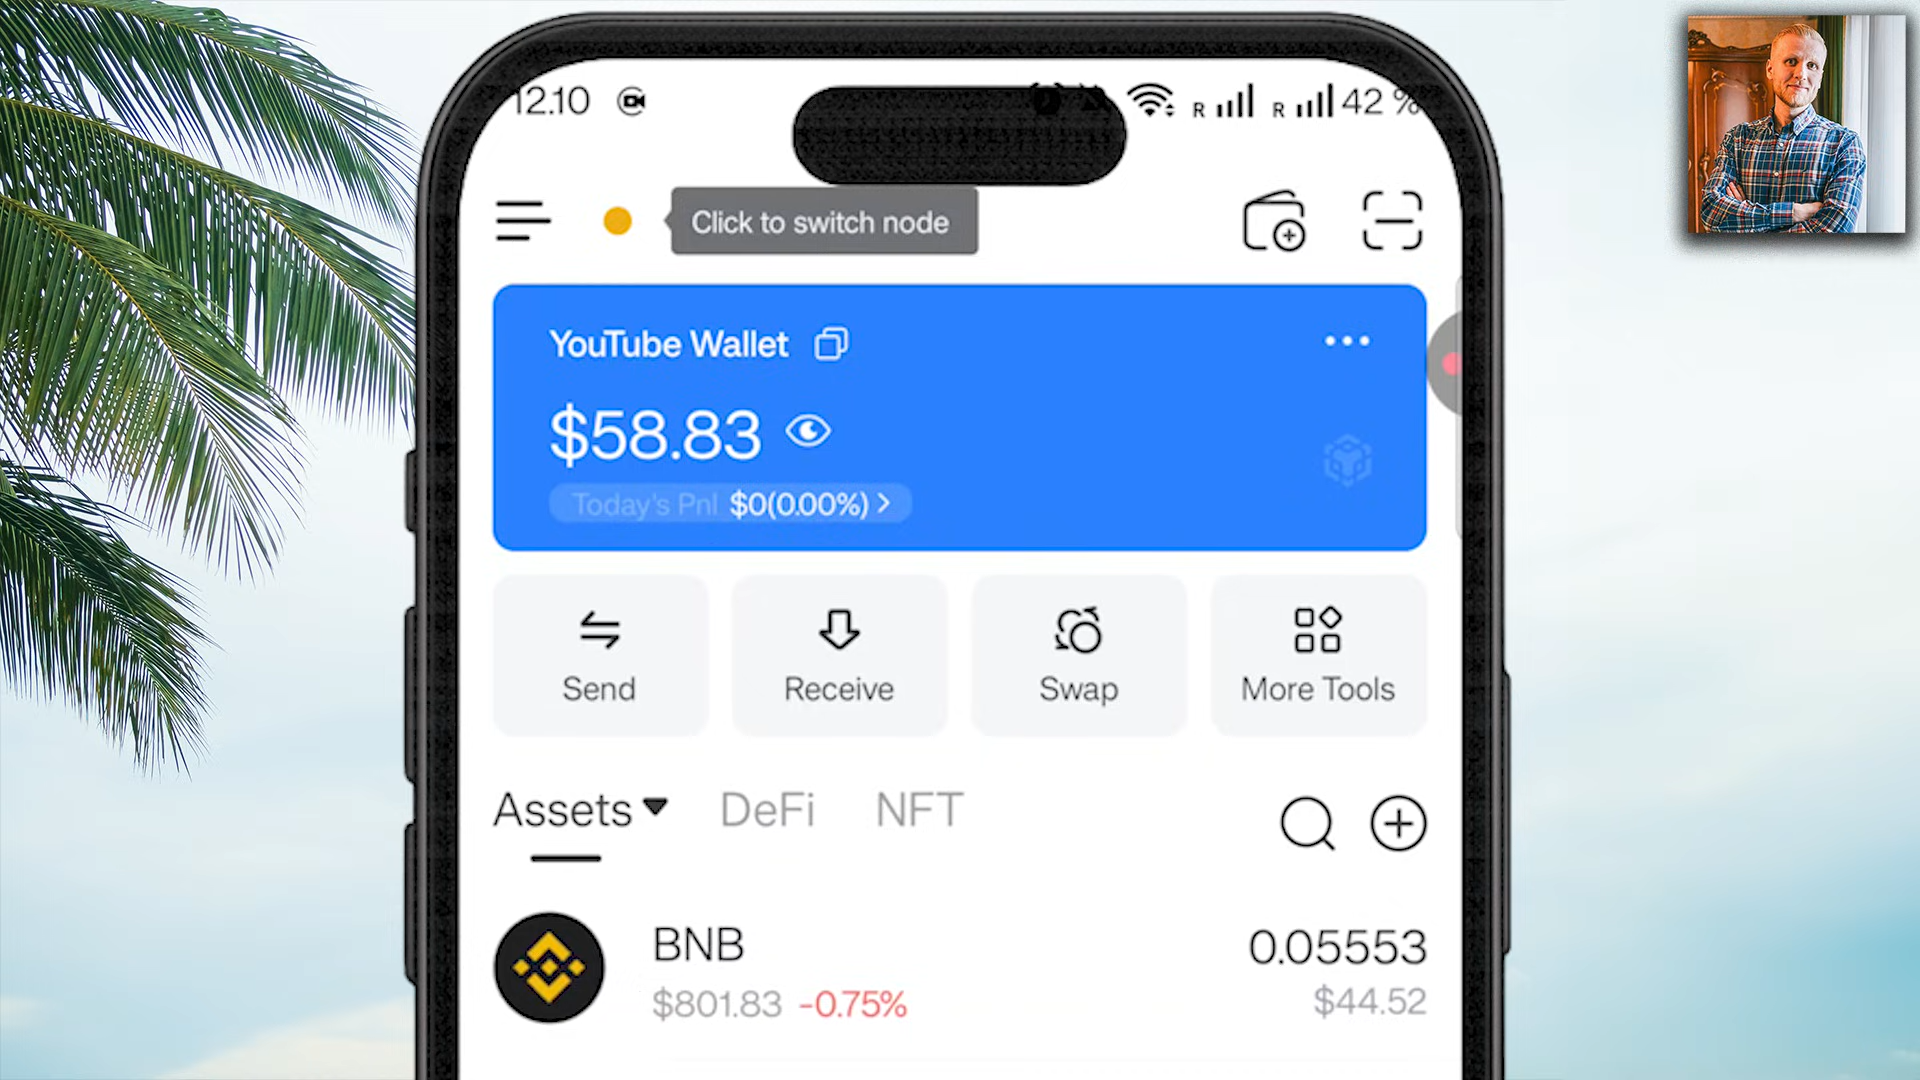 12.10
R R 42 %
Click to switch node
YouTube Wallet
$58.83
Today's Pnl $0(0.00%) >
Send Receive Swap More Tools
Assets DeFi NFT
BNB 0.05553
$801.83 -0.75% $44.52